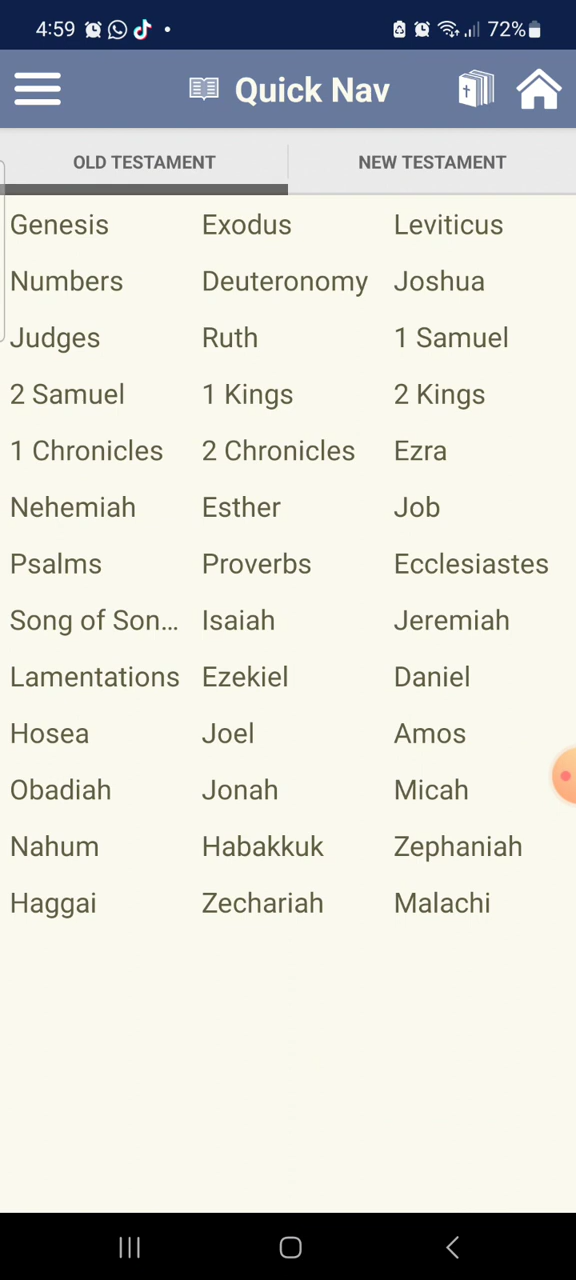 4:59 72%
Quick Nav
OLD TESTAMENT NEW TESTAMENT
Genesis Exodus Leviticus
Numbers Deuteronomy Joshua
Judges Ruth 1 Samuel
2 Samuel 1 Kings 2 Kings
1 Chronicles 2 Chronicles Ezra
Nehemiah Esther Job
Psalms Proverbs Ecclesiastes
Song of Son... Isaiah Jeremiah
Lamentations Ezekiel Daniel
Hosea Joel Amos
Obadiah Jonah Micah
Nahum Habakkuk Zephaniah
Haggai Zechariah Malachi